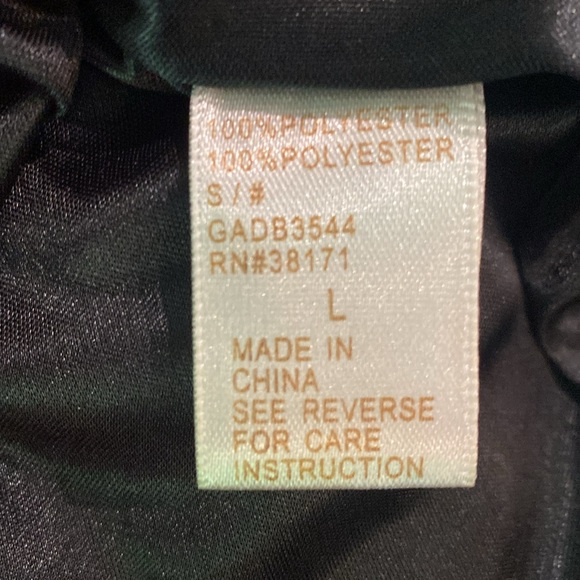 100%POLYESTER
100%POLYESTER
S/#
GADB3544
RN#38171
L
MADE IN
CHINA
SEE REVERSE
FOR CARE
INSTRUCTION